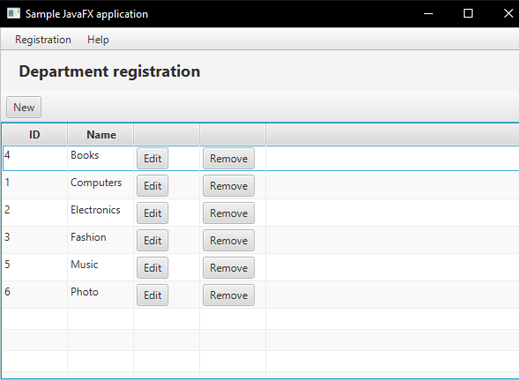 Sample JavaFX application
Registration Help
Department registration
New
ID Name
4 Books Edit Remove
1 Computers Edit Remove
2 Electronics Edit Remove
3 Fashion Edit Remove
5 Music Edit Remove
6 Photo Edit Remove